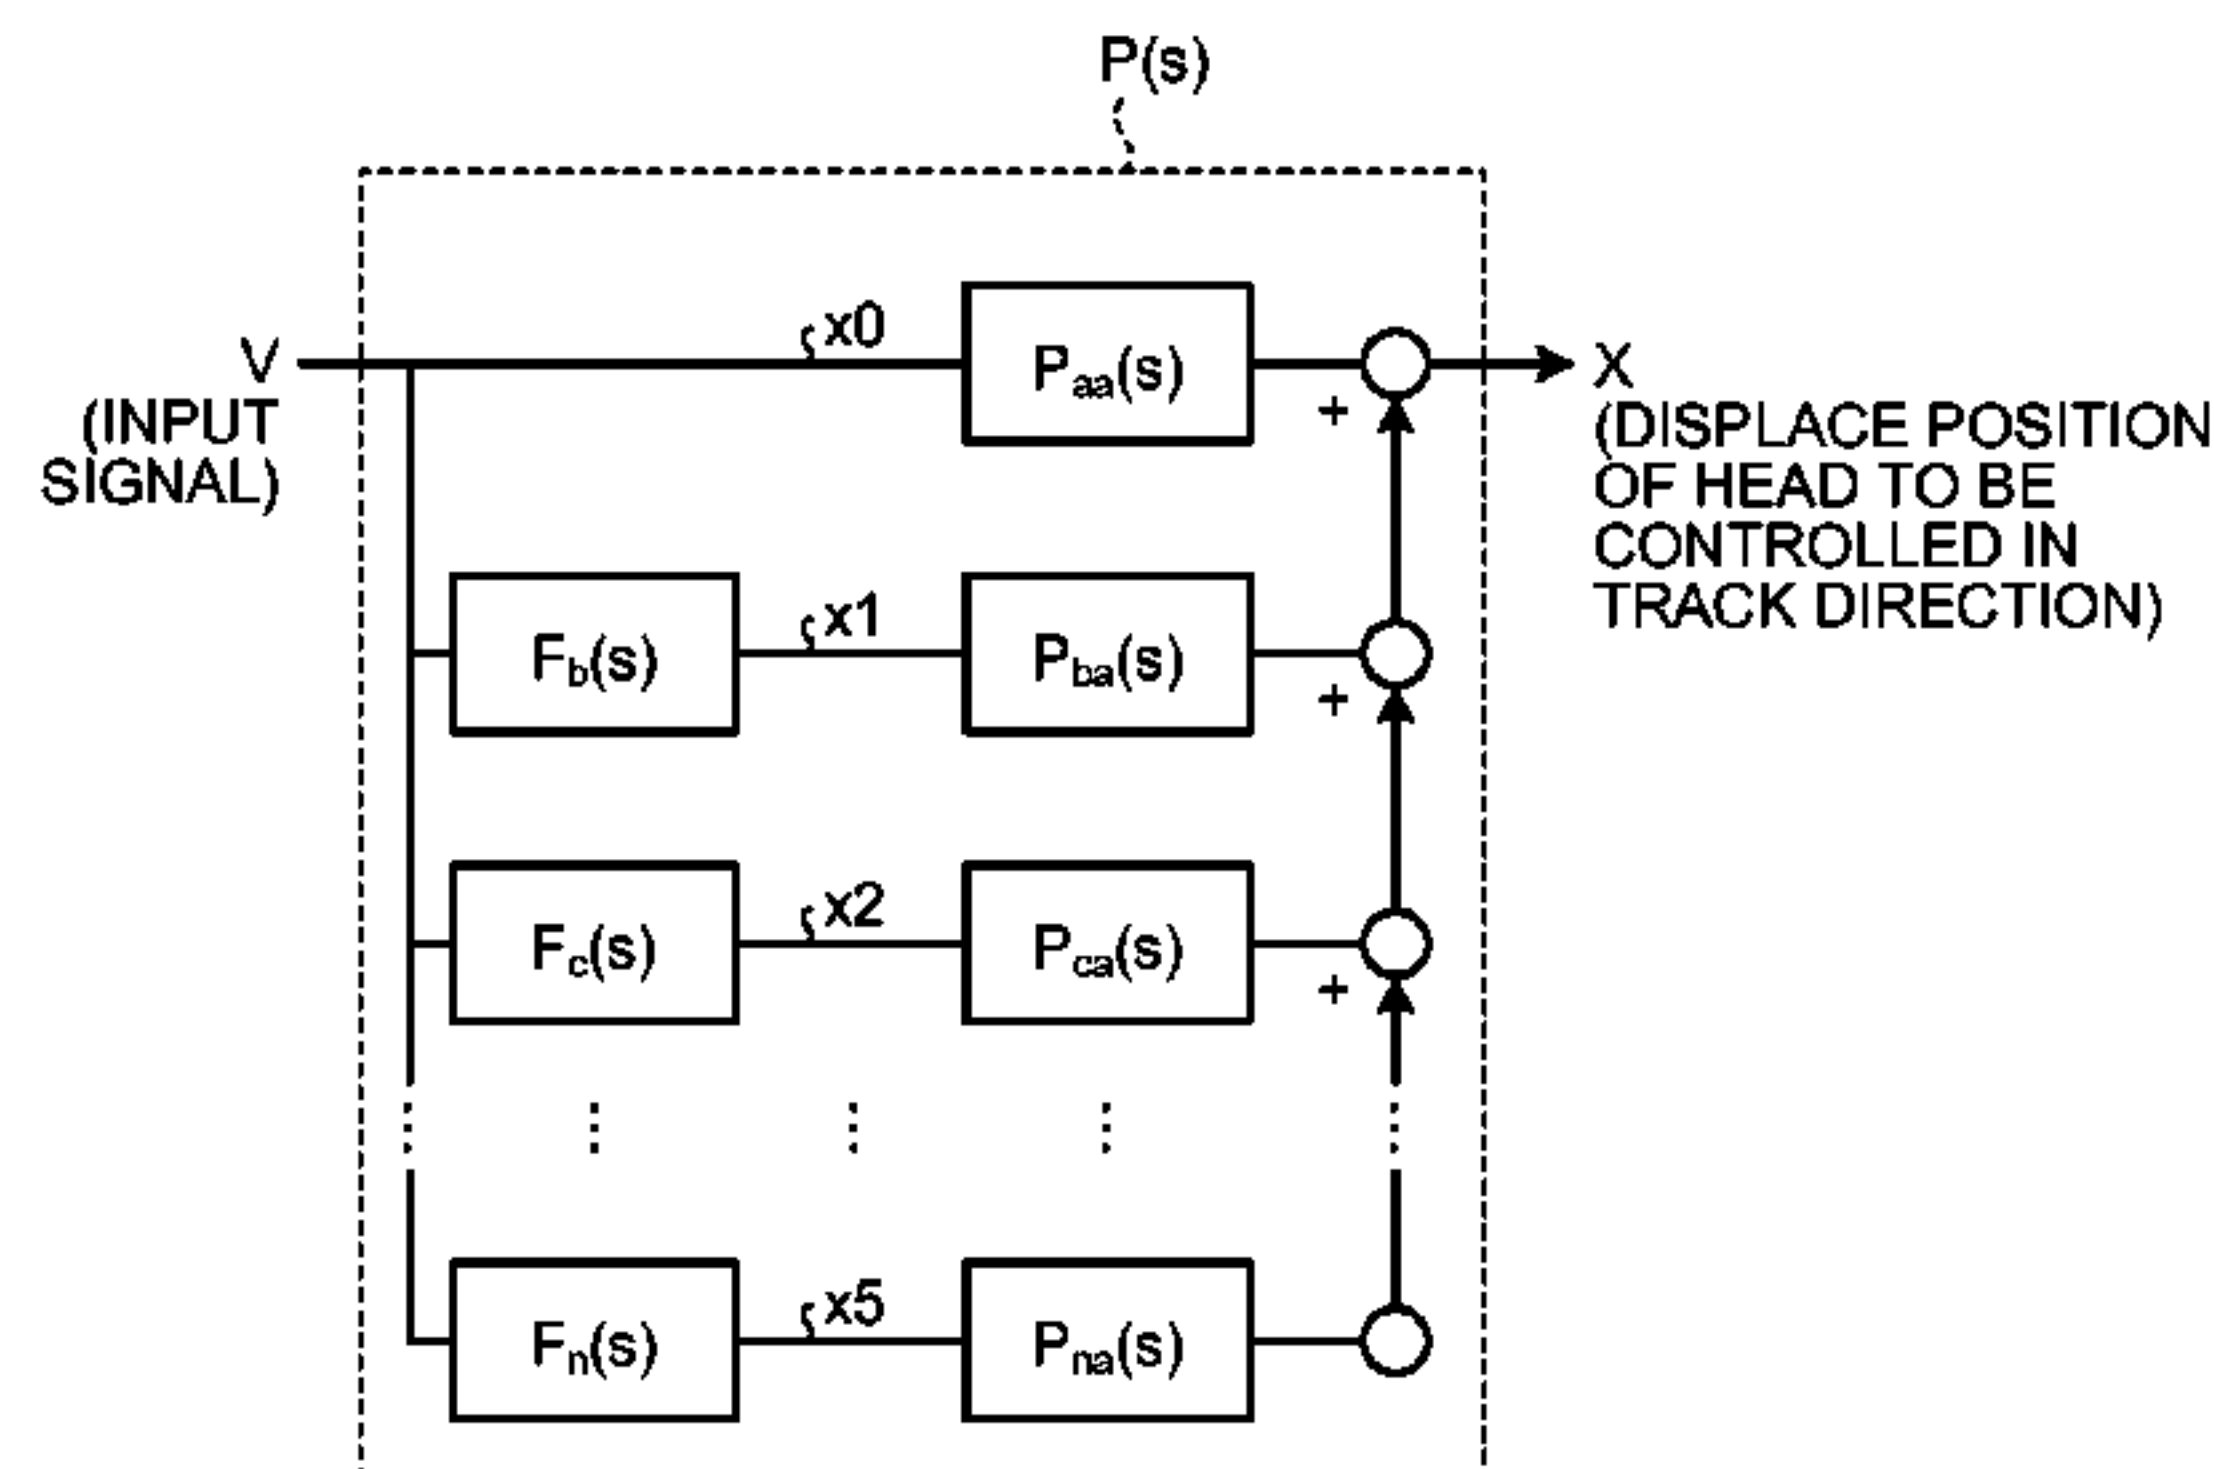 P(s)
V
(INPUT
SIGNAL)
x0
Paa(s)
+
X
(DISPLACE POSITION
OF HEAD TO BE
CONTROLLED IN
TRACK DIRECTION)
Fb(s)
x1
Pba(s)
+
Fc(s)
x2
Pca(s)
+
Fn(s)
x5
Pna(s)